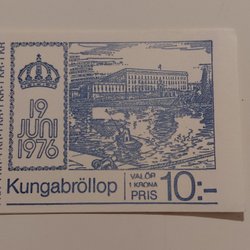 19
JUNI
1976
Kungabröllop
VALÖR
1 KRONA
PRIS 10:-